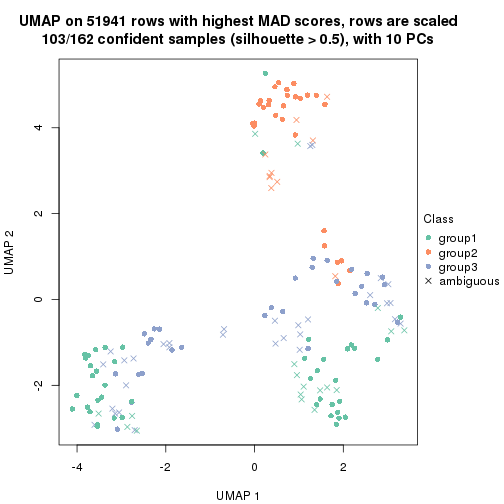 UMAP on 51941 rows with highest MAD scores, rows are scaled
103/162 confident samples (silhouette > 0.5), with 10 PCs
4
2
0
-2
-4
-2
0
2
UMAP 2
UMAP 1
Class
group1
group2
group3
ambiguous